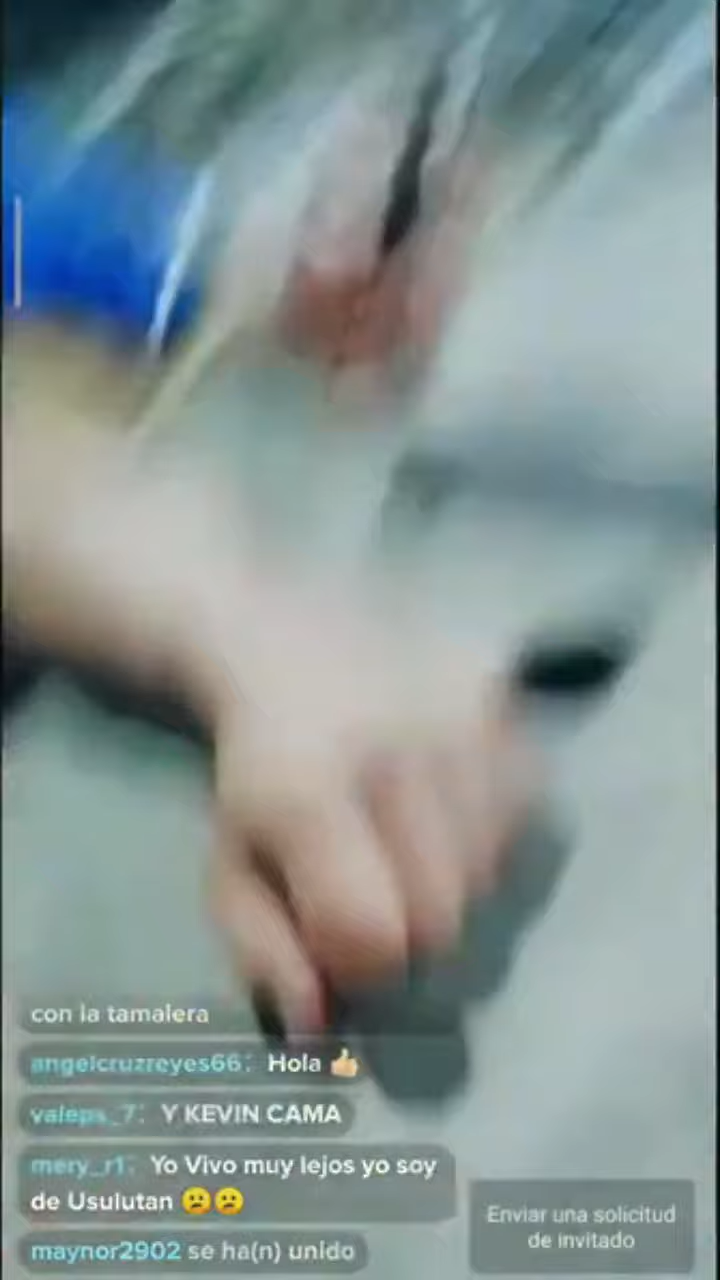 con la tamalera
angelcruzreyes66: Hola 👍
valeps_7: Y KEVIN CAMA
mery_r1: Yo Vivo muy lejos yo soy
de Usulutan 😕😕
Enviar una solicitud
de invitado
maynor2902 se ha(n) unido